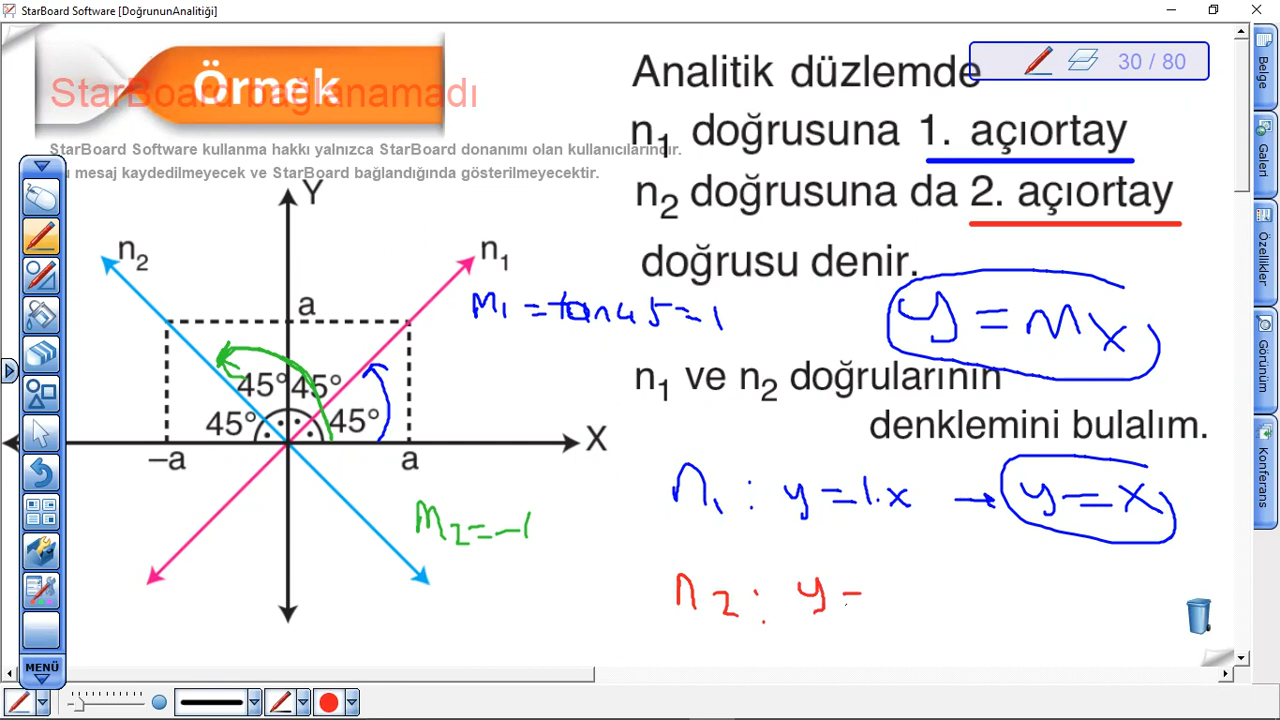 StarBoard Software [DoğrununAnalitiği]
Örnek
StarBoard bağlanamadı
StarBoard Software kullanma hakkı yalnızca StarBoard donanımı olan kullanıcılarındır.
u mesaj kaydedilmeyecek ve StarBoard bağlandığında gösterilmeyecektir.
30 / 80
Analitik düzlemde
n1 doğrusuna 1. açıortay
n2 doğrusuna da 2. açıortay
doğrusu denir.
y = mx
n1 ve n2 doğrularının
denklemini bulalım.
n1 : y = 1.x → y = x
n2 : y =
Y
n2
n1
a
m1 = tan45 = 1
45° 45°
45° 45°
X
–a
a
m2 = -1
MENÜ
Belge
Galeri
Özellikler
Görünüm
Konferans